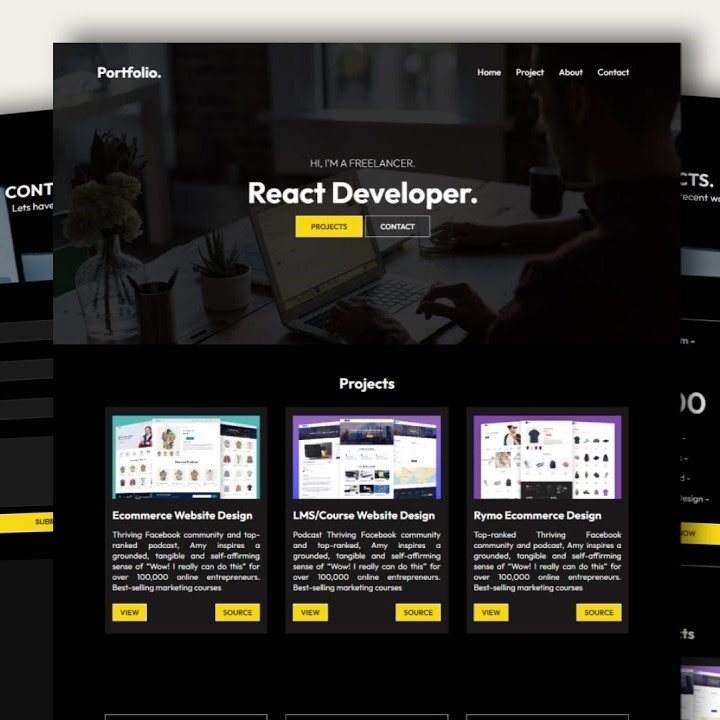 Portfolio.
Home Project About Contact
HI, I'M A FREELANCER.
React Developer.
PROJECTS CONTACT
CONT
Lets have
CTS.
recent wo
Projects
Ecommerce Website Design
Thriving Facebook community and top-
ranked podcast, Amy inspires a
grounded, tangible and self-affirming
sense of “Wow! I really can do this” for
over 100,000 online entrepreneurs.
Best-selling marketing courses
VIEW SOURCE
LMS/Course Website Design
Podcast Thriving Facebook community
and top-ranked, Amy inspires a
grounded, tangible and self-affirming
sense of “Wow! I really can do this” for
over 100,000 online entrepreneurs.
Best-selling marketing courses
VIEW SOURCE
Rymo Ecommerce Design
Top-ranked Thriving Facebook
community and podcast, Amy inspires a
grounded, tangible and self-affirming
sense of “Wow! I really can do this” for
over 100,000 online entrepreneurs.
Best-selling marketing courses
VIEW SOURCE
SUB
m -
00
s -
d -
Design -
OW
cts